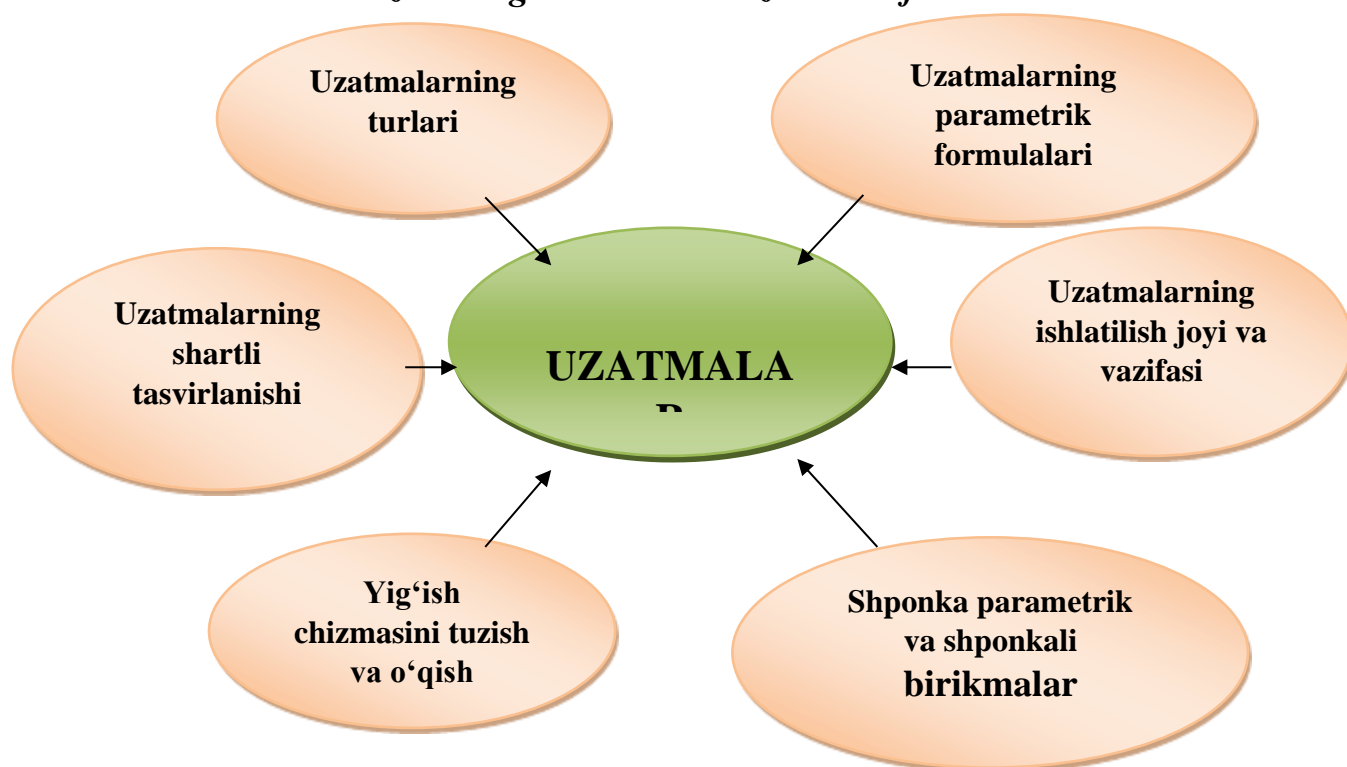 Uzatmalarning
turlari
Uzatmalarning
parametrik
formulalari
Uzatmalarning
shartli
tasvirlanishi
UZATMALA
Uzatmalarning
ishlatilish joyi va
vazifasi
Yig‘ish
chizmasini tuzish
va o‘qish
Shponka parametrik
va shponkali
birikmalar